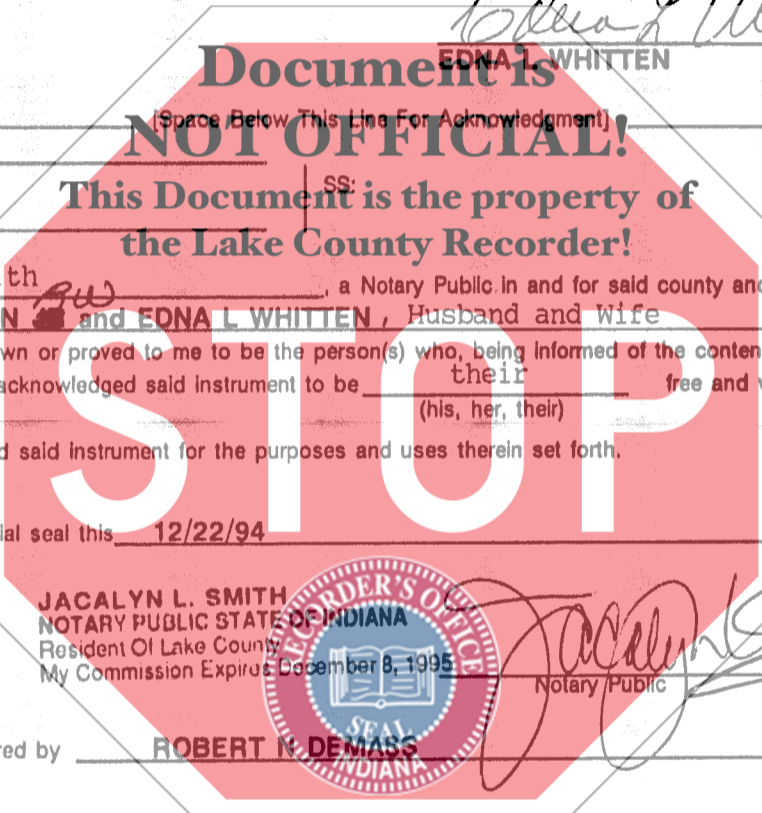 Edna L
EDNA L. WHITTEN
Document is
[Space Below This Line For Acknowledgment]
NOT OFFICIAL!
SS:
This Document is the property of
the Lake County Recorder!
th
, a Notary Public in and for said county and
RW
N and EDNA L WHITTEN, Husband and Wife
wn or proved to me to be the person(s) who, being informed of the conten
acknowledged said instrument to be their free and v
(his, her, their)
d said instrument for the purposes and uses therein set forth.
STOP
ial seal this 12/22/94
JACALYN L. SMITH
NOTARY PUBLIC STATE OF INDIANA
Resident Of Lake County
My Commission Expires December 8, 1995
Jacalyn
Notary Public
RECORDER'S OFFICE
SEAL
INDIANA
red by ROBERT N DEMASS